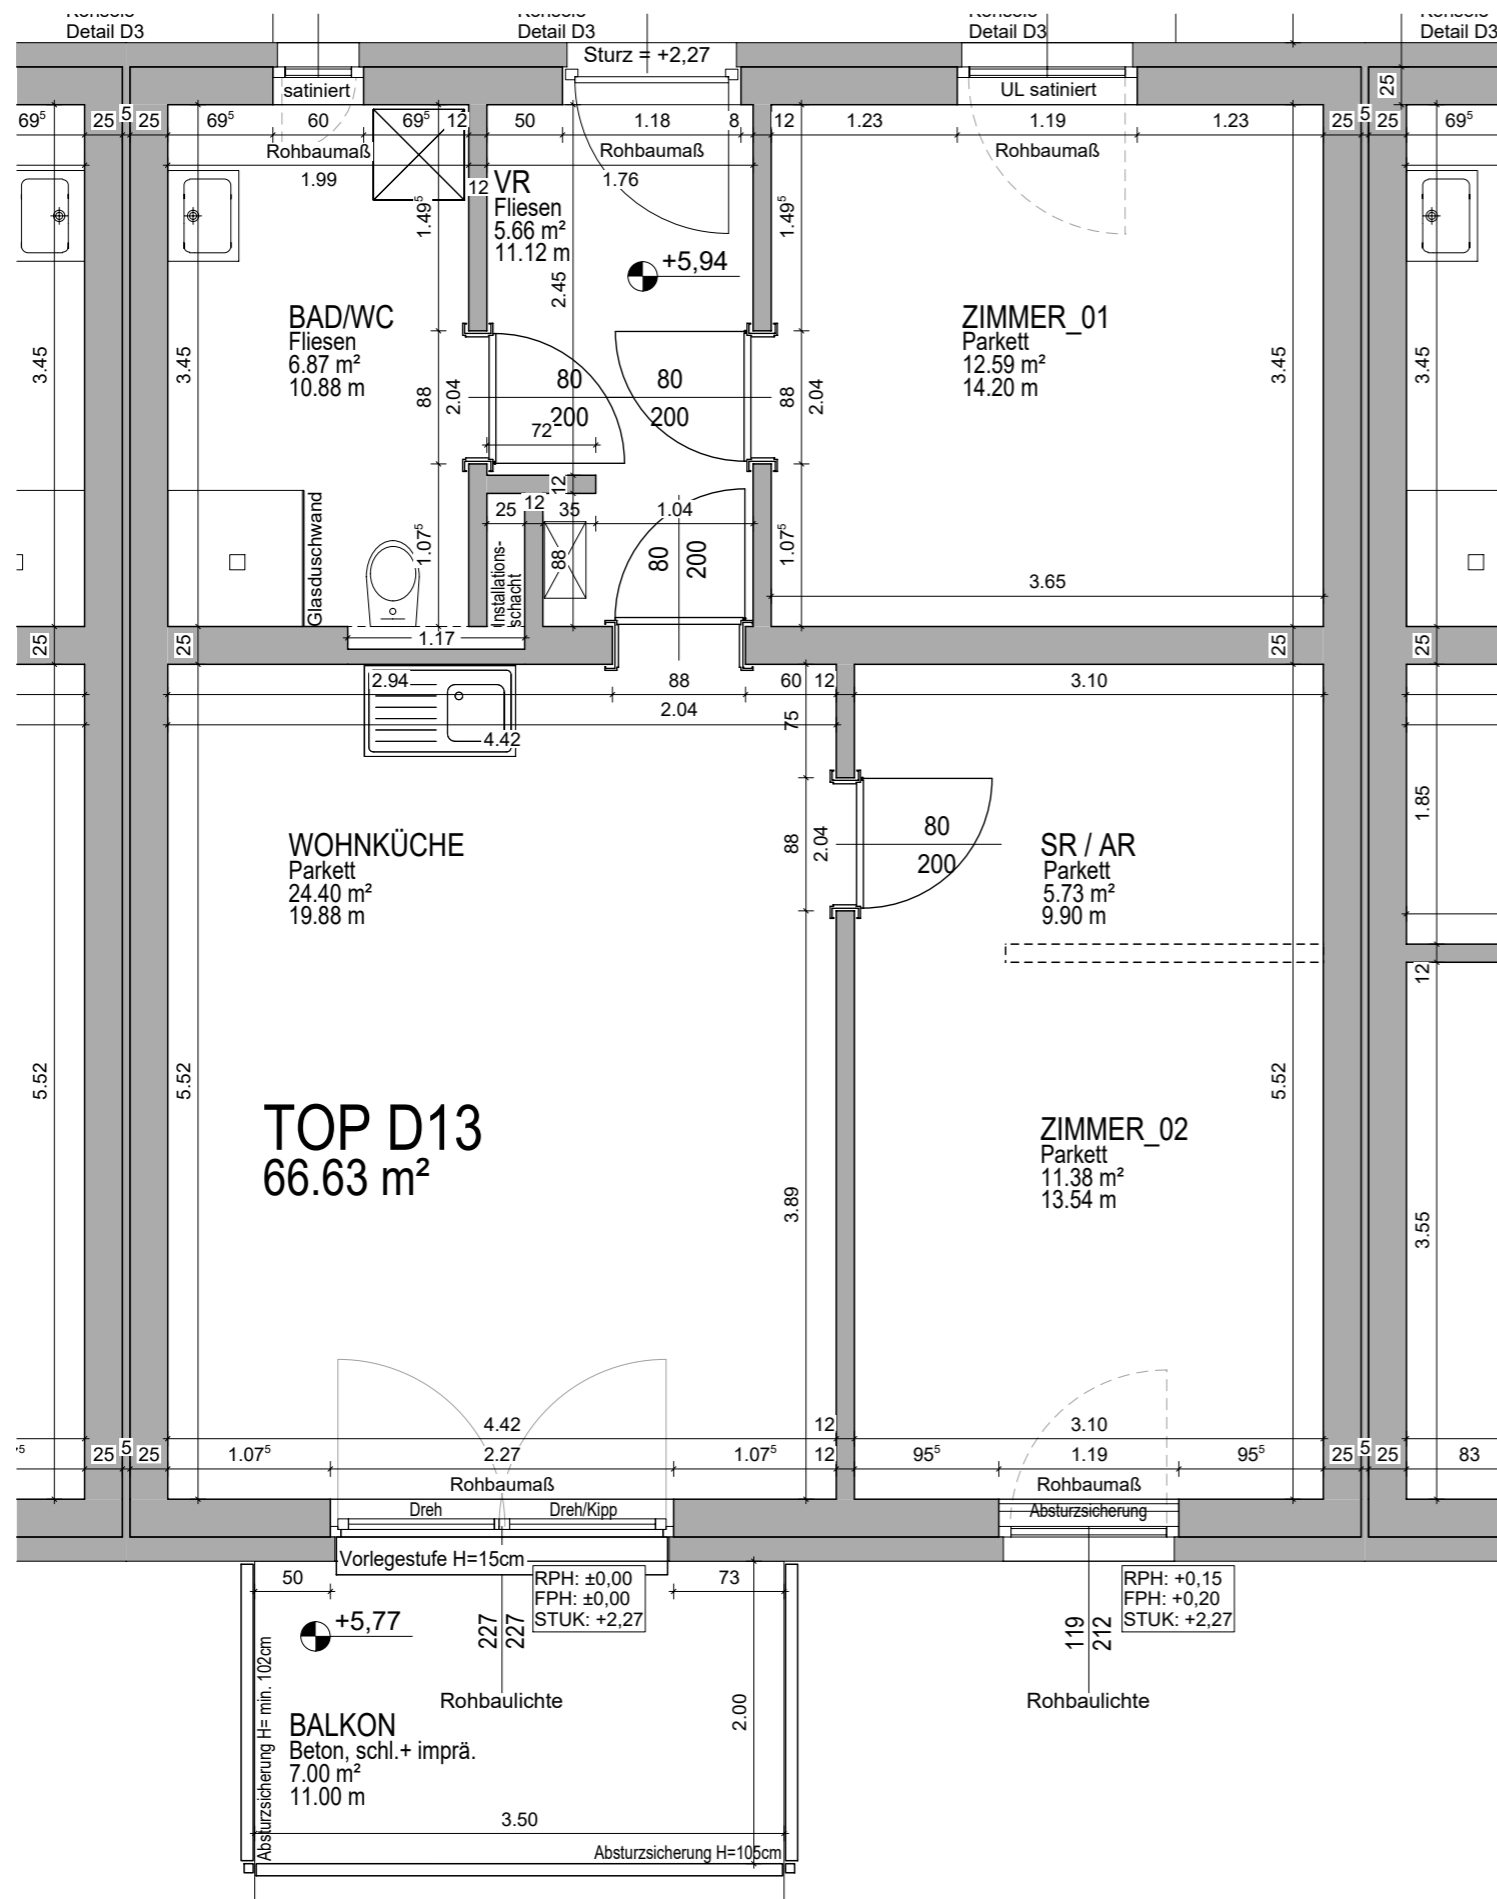 Detail D3
Detail D3
Detail D3
Detail D3
Sturz = +2,27
satiniert
UL satiniert
25
69⁵
25
5
25
69⁵
60
69⁵
12
50
1.18
8
12
1.23
1.19
1.23
25
5
25
69⁵
Rohbaumaß
Rohbaumaß
Rohbaumaß
1.99
12
1.76
VR
Fliesen
5.66 m²
11.12 m
1.49⁵
1.49⁵
+5,94
2.45
BAD/WC
Fliesen
6.87 m²
10.88 m
ZIMMER_01
Parkett
12.59 m²
14.20 m
3.45
3.45
3.45
3.45
88
2.04
80
200
80
200
88
2.04
72
12
25
12
35
1.04
Glasduschwand
1.07⁵
Installations-
schacht
88
80
200
1.07⁵
3.65
25
25
1.17
25
25
2.94
88
60
12
3.10
2.04
75
4.42
WOHNKÜCHE
Parkett
24.40 m²
19.88 m
88
2.04
80
200
SR / AR
Parkett
5.73 m²
9.90 m
1.85
12
5.52
5.52
5.52
TOP D13
66.63 m²
ZIMMER_02
Parkett
11.38 m²
13.54 m
3.89
3.55
4.42
12
3.10
25
5
25
1.07⁵
2.27
1.07⁵
12
95⁵
1.19
95⁵
25
5
25
83
Rohbaumaß
Rohbaumaß
Dreh
Dreh/Kipp
Absturzsicherung
Vorlegestufe H=15cm
50
73
RPH: ±0,00
FPH: ±0,00
STUK: +2,27
RPH: +0,15
FPH: +0,20
STUK: +2,27
+5,77
227
227
119
212
Rohbaulichte
Rohbaulichte
Absturzsicherung H= min. 102cm
2.00
BALKON
Beton, schl.+ imprä.
7.00 m²
11.00 m
3.50
Absturzsicherung H=105cm